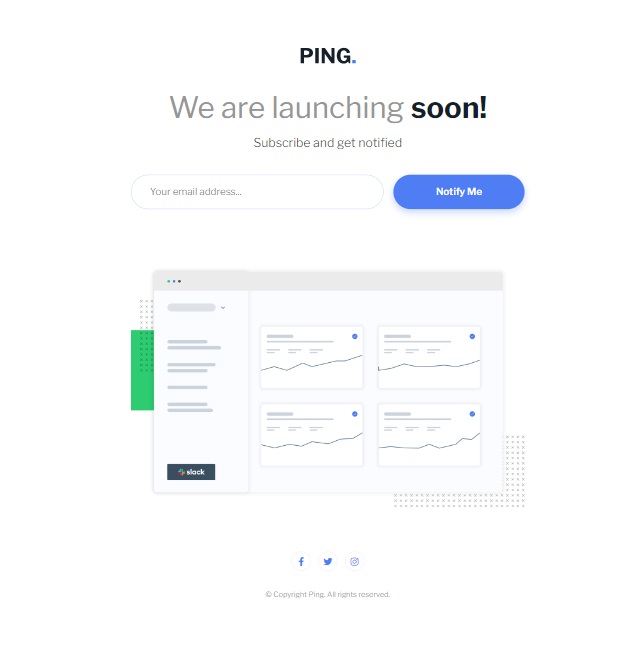 PING.
We are launching soon!
Subscribe and get notified
Your email address...
Notify Me
slack
© Copyright Ping. All rights reserved.